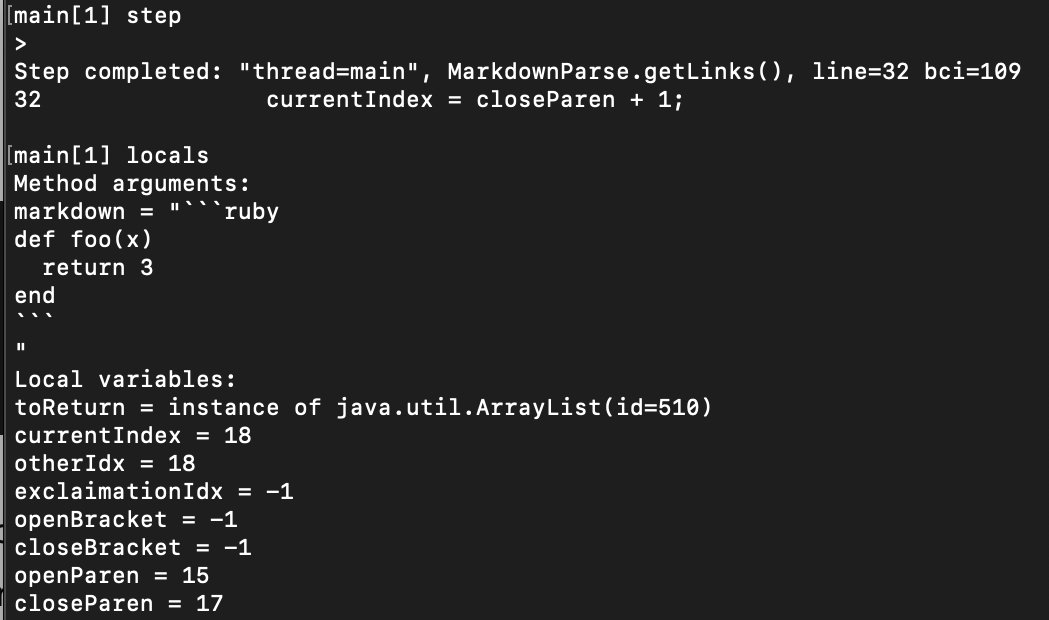 [main[1] step
>
Step completed: "thread=main", MarkdownParse.getLinks(), line=32 bci=109
32                currentIndex = closeParen + 1;

[main[1] locals
Method arguments:
markdown = "```ruby
def foo(x)
  return 3
end
```
"
Local variables:
toReturn = instance of java.util.ArrayList(id=510)
currentIndex = 18
otherIdx = 18
exclaimationIdx = -1
openBracket = -1
closeBracket = -1
openParen = 15
closeParen = 17